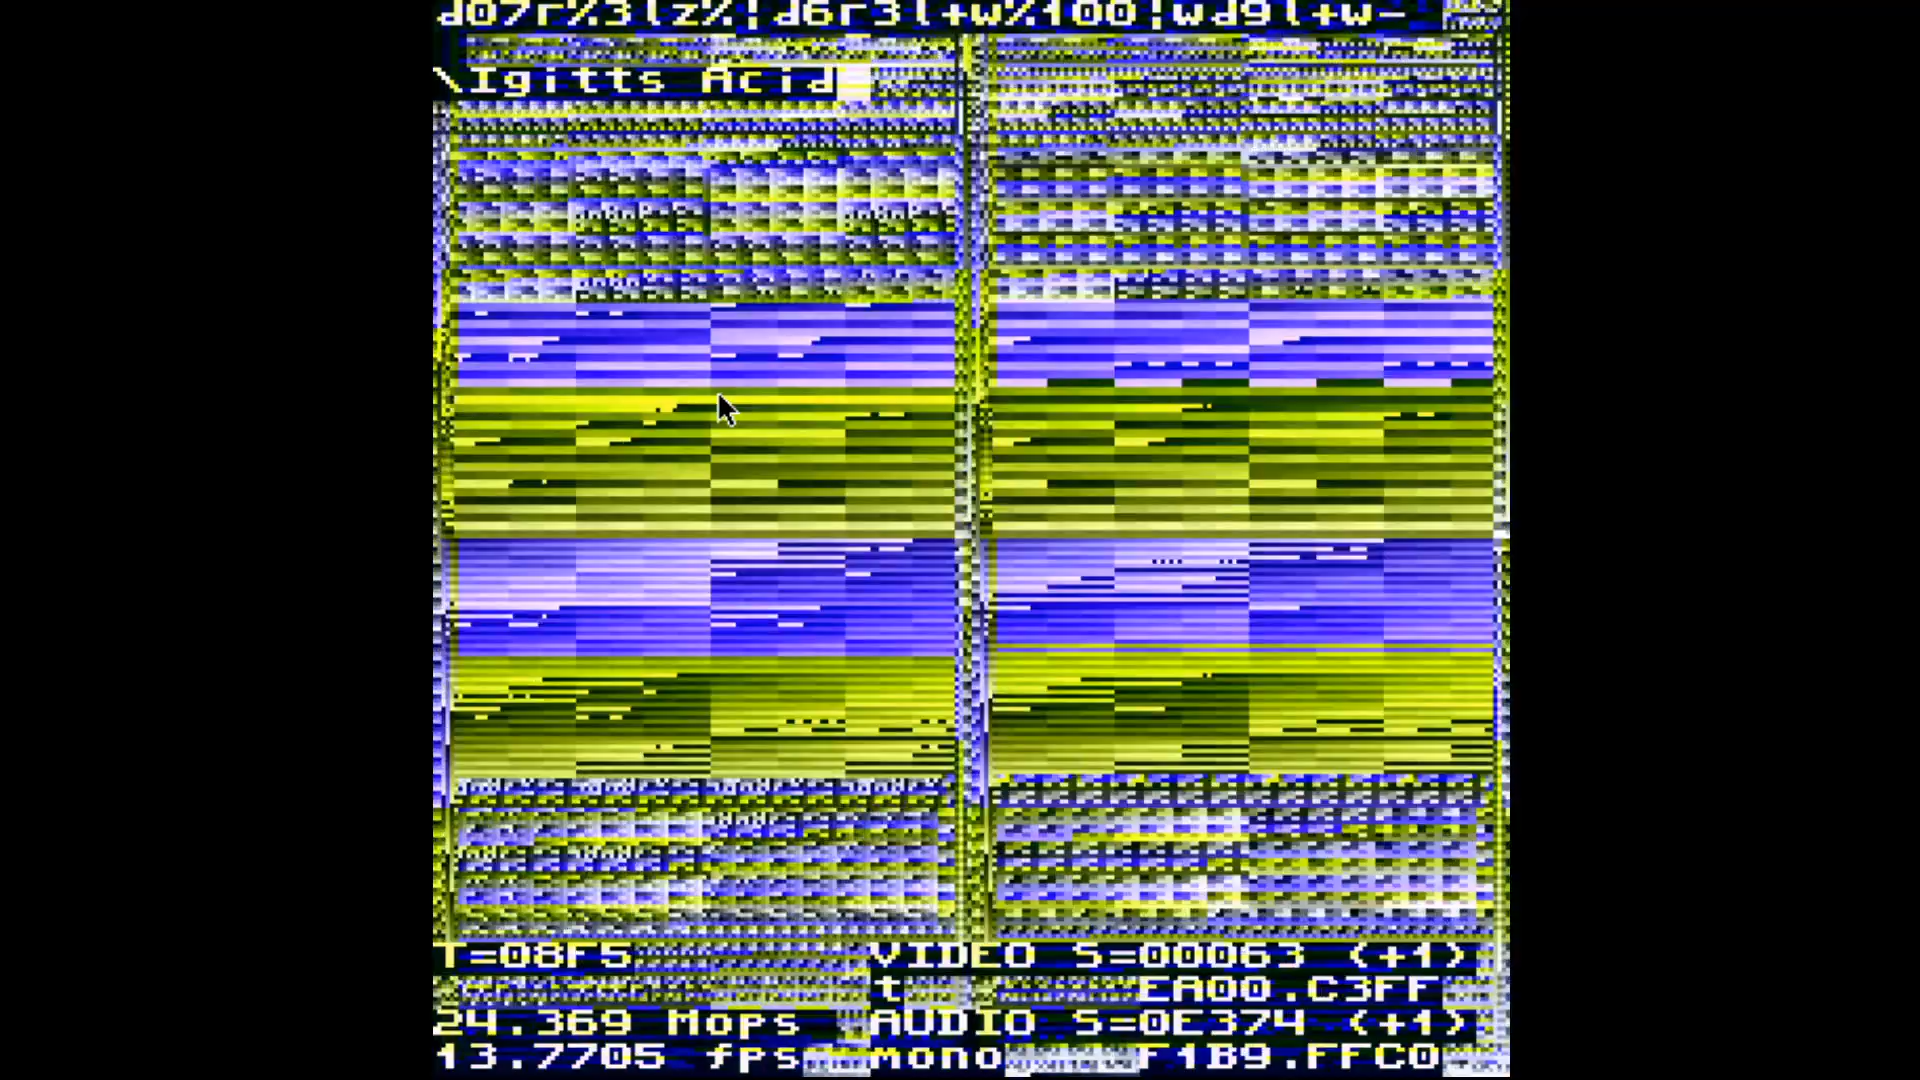 d07r%3lz%¦d6r3l+w%100¦wd9l+w-
\Igitts Acid
T=08F5 VIDEO S=00063 (+1)
t EA00.C3FF
24.369 Mops AUDIO S=0E374 (+1)
13.7705 fps mono F1B9.FFC0